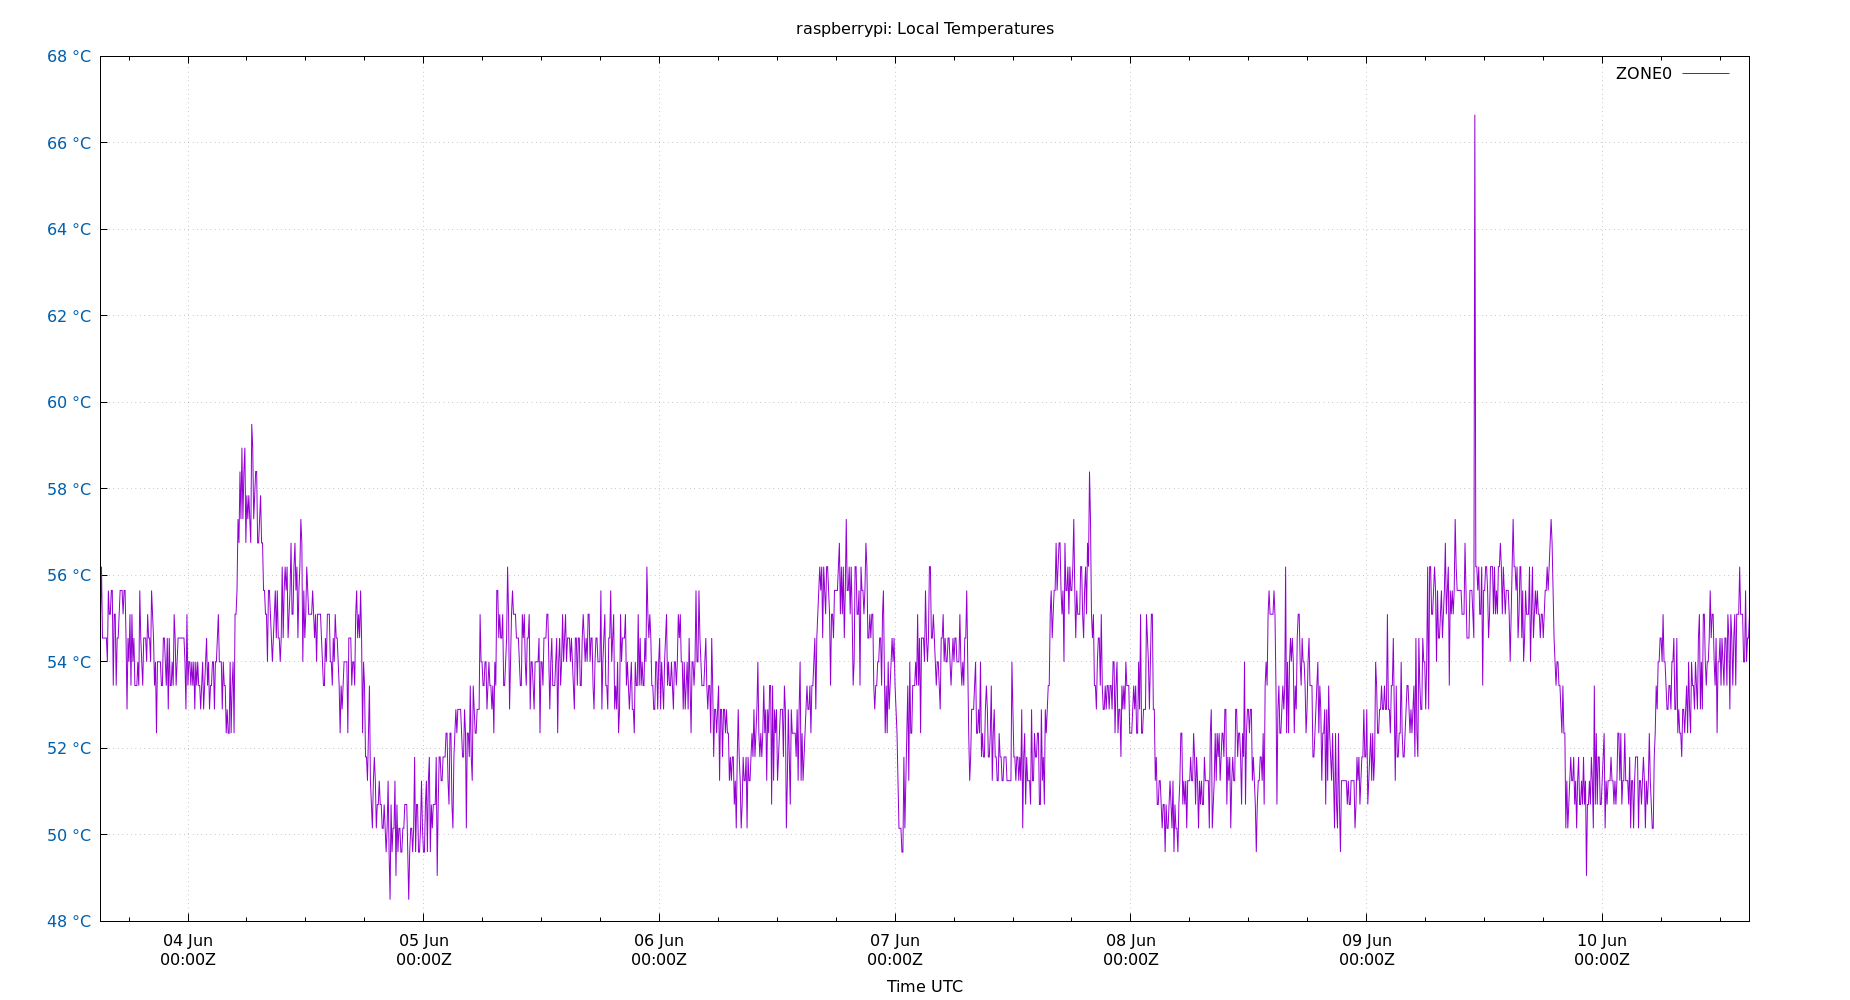 raspberrypi: Local Temperatures
ZONE0
68 °C
66 °C
64 °C
62 °C
60 °C
58 °C
56 °C
54 °C
52 °C
50 °C
48 °C
04 Jun 05 Jun 06 Jun 07 Jun 08 Jun 09 Jun 10 Jun
00:00Z 00:00Z 00:00Z 00:00Z 00:00Z 00:00Z 00:00Z
Time UTC